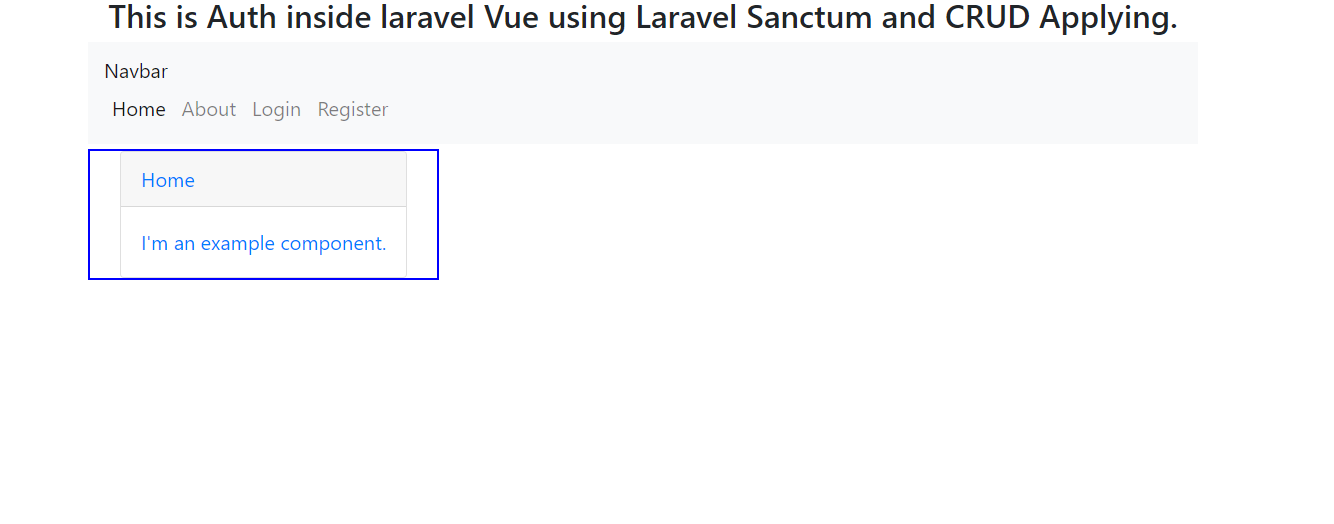 This is Auth inside laravel Vue using Laravel Sanctum and CRUD Applying.
Navbar
Home About Login Register
Home
I'm an example component.